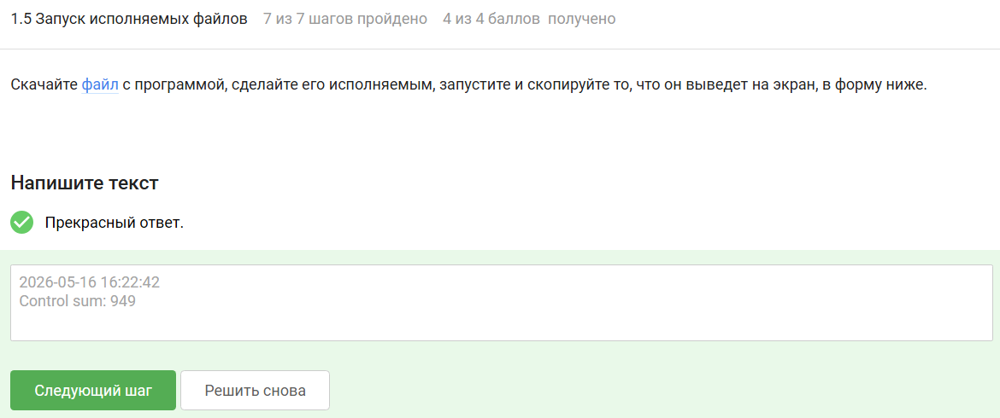 1.5 Запуск исполняемых файлов 7 из 7 шагов пройдено 4 из 4 баллов получено
Скачайте файл с программой, сделайте его исполняемым, запустите и скопируйте то, что он выведет на экран, в форму ниже.
Напишите текст
Прекрасный ответ.
2026-05-16 16:22:42
Control sum: 949
Следующий шаг Решить снова